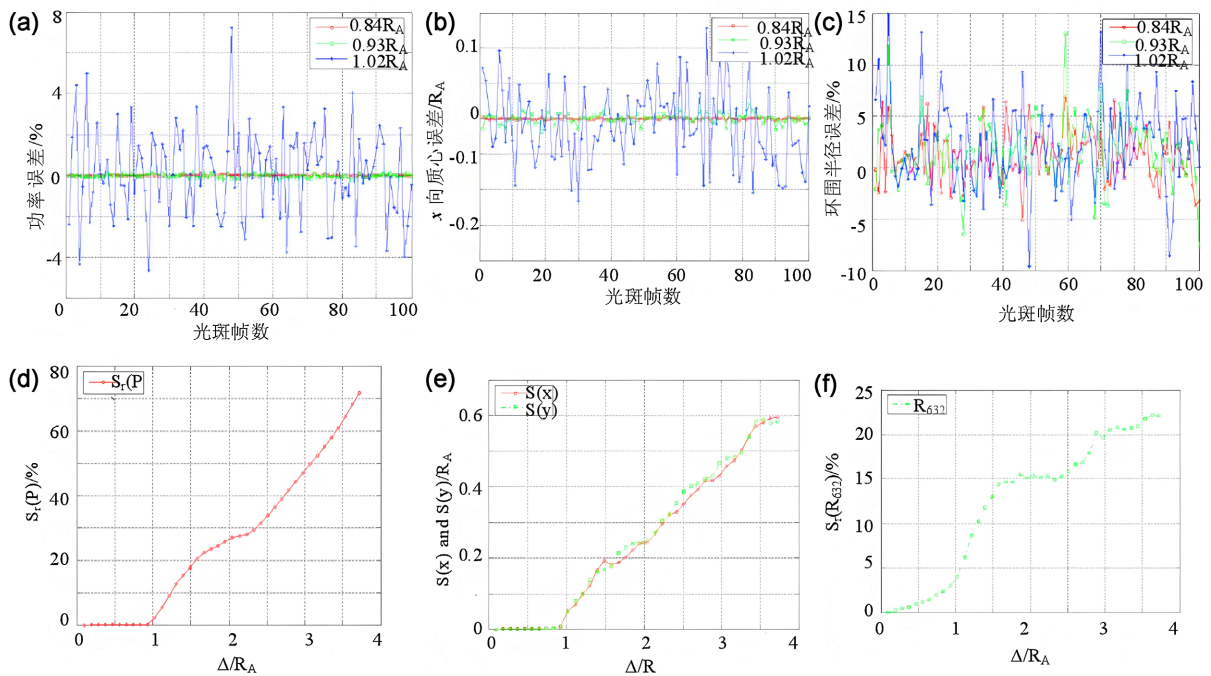 (a)
8
4
0
-4
功率误差/%
0 20 40 60 80 100
光斑帧数
0.84R_A
0.93R_A
1.02R_A
(b)
0.1
0
-0.1
-0.2
x 向质心误差/R_A
0 20 40 60 80 100
光斑帧数
0.84R_A
0.93R_A
1.02R_A
(c)
15
10
5
0
-5
-10
环围半径误差/%
0 20 40 60 80 100
光斑帧数
0.84R_A
0.93R_A
1.02R_A
(d)
80
60
40
20
0
S_r(P)/%
0 1 2 3 4
Δ/R_A
S_r(P
(e)
0.6
0.4
0.2
0
S(x) and S(y)/R_A
0 1 2 3 4
Δ/R
S(x)
S(y)
(f)
25
20
15
10
5
0
S_r(R_632)/%
0 1 2 3 4
Δ/R_A
R_632